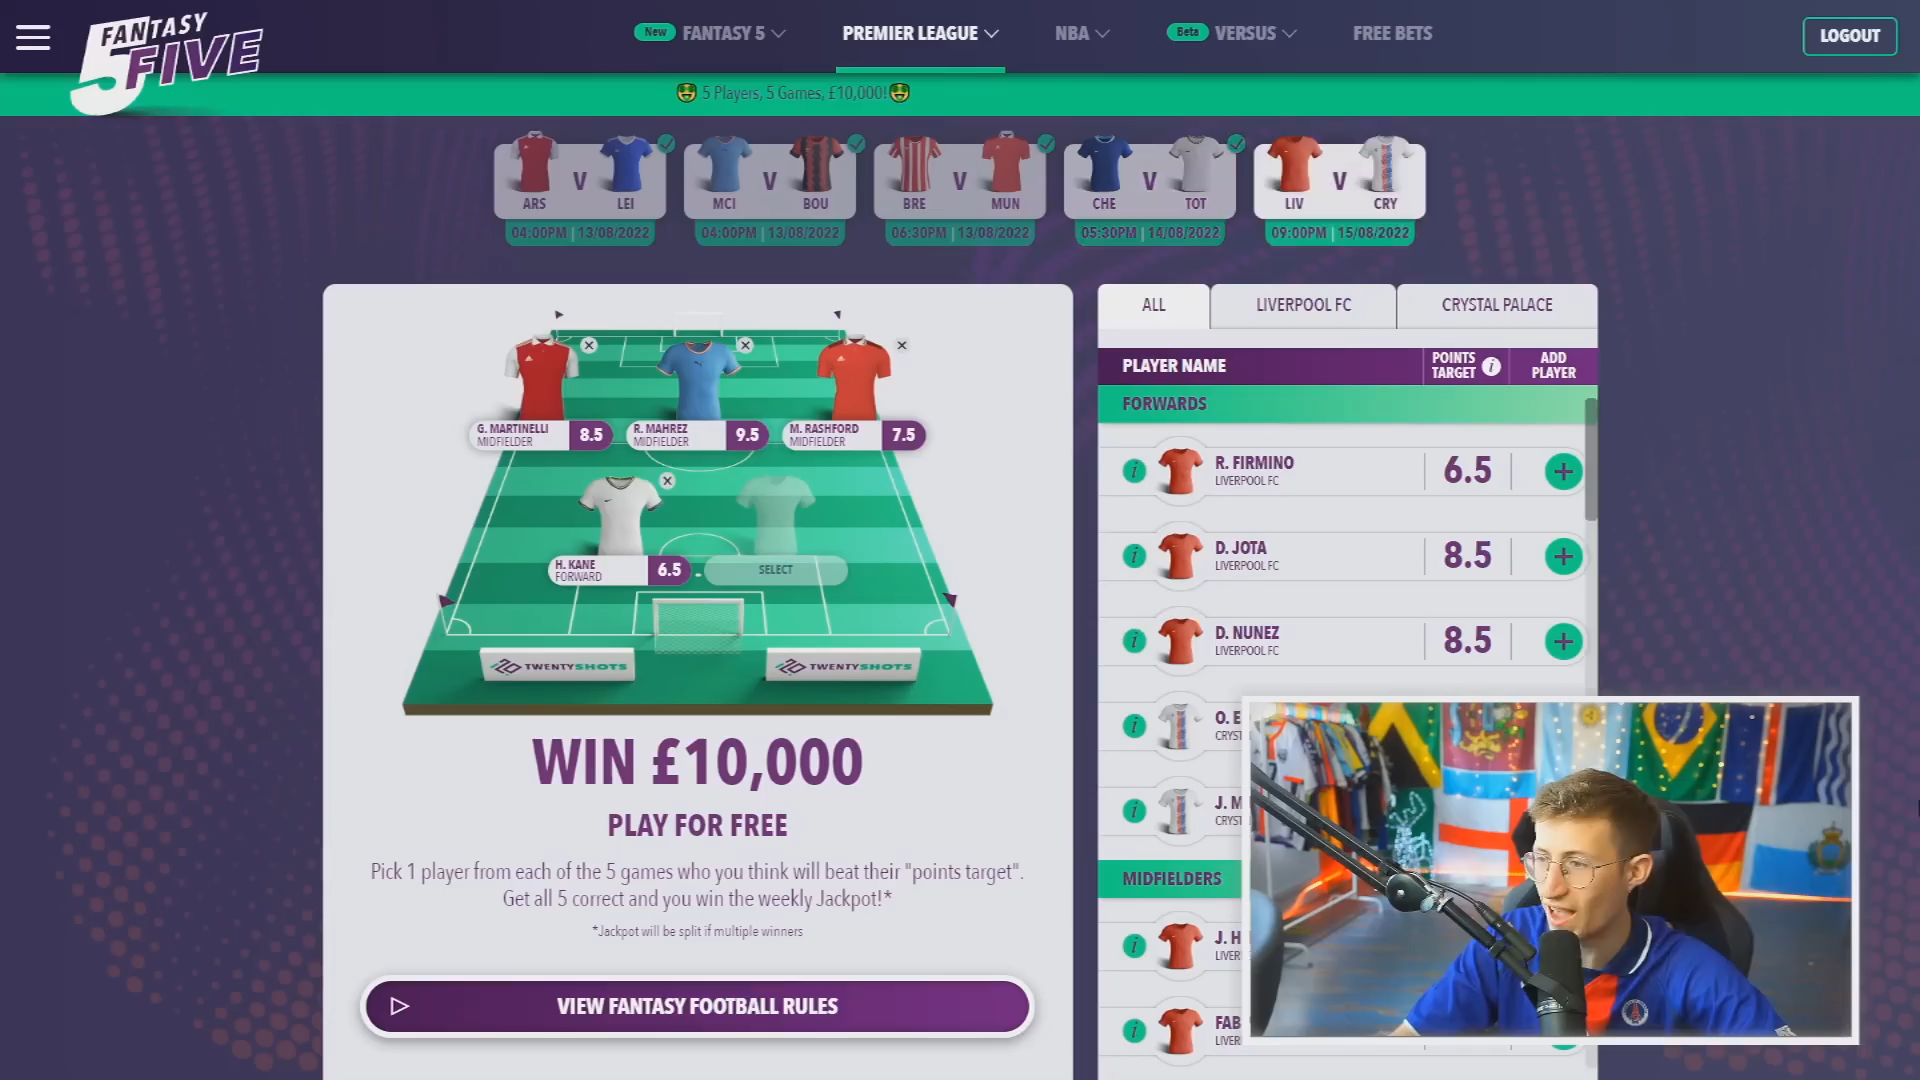 FANTASY
5FIVE
New FANTASY 5
PREMIER LEAGUE
NBA
Beta VERSUS
FREE BETS
LOGOUT
5 Players, 5 Games, £10,000!
ARS V LEI
04:00PM | 13/08/2022
MCI V BOU
04:00PM | 13/08/2022
BRE V MUN
06:30PM | 13/08/2022
CHE V TOT
05:30PM | 14/08/2022
LIV V CRY
09:00PM | 15/08/2022
G. MARTINELLI
MIDFIELDER
8.5
R. MAHREZ
MIDFIELDER
9.5
M. RASHFORD
MIDFIELDER
7.5
H. KANE
FORWARD
6.5
SELECT
TWENTYSHOTS
TWENTYSHOTS
WIN £10,000
PLAY FOR FREE
Pick 1 player from each of the 5 games who you think will beat their "points target".
Get all 5 correct and you win the weekly Jackpot!*
*Jackpot will be split if multiple winners
VIEW FANTASY FOOTBALL RULES
ALL
LIVERPOOL FC
CRYSTAL PALACE
PLAYER NAME
POINTS
TARGET i
ADD
PLAYER
FORWARDS
i
R. FIRMINO
LIVERPOOL FC
6.5
+
i
D. JOTA
LIVERPOOL FC
8.5
+
i
D. NUNEZ
LIVERPOOL FC
8.5
+
i
O. E
CRYST
i
J. M
CRYST
MIDFIELDERS
i
J. H
LIVER
i
FAB
LIVER